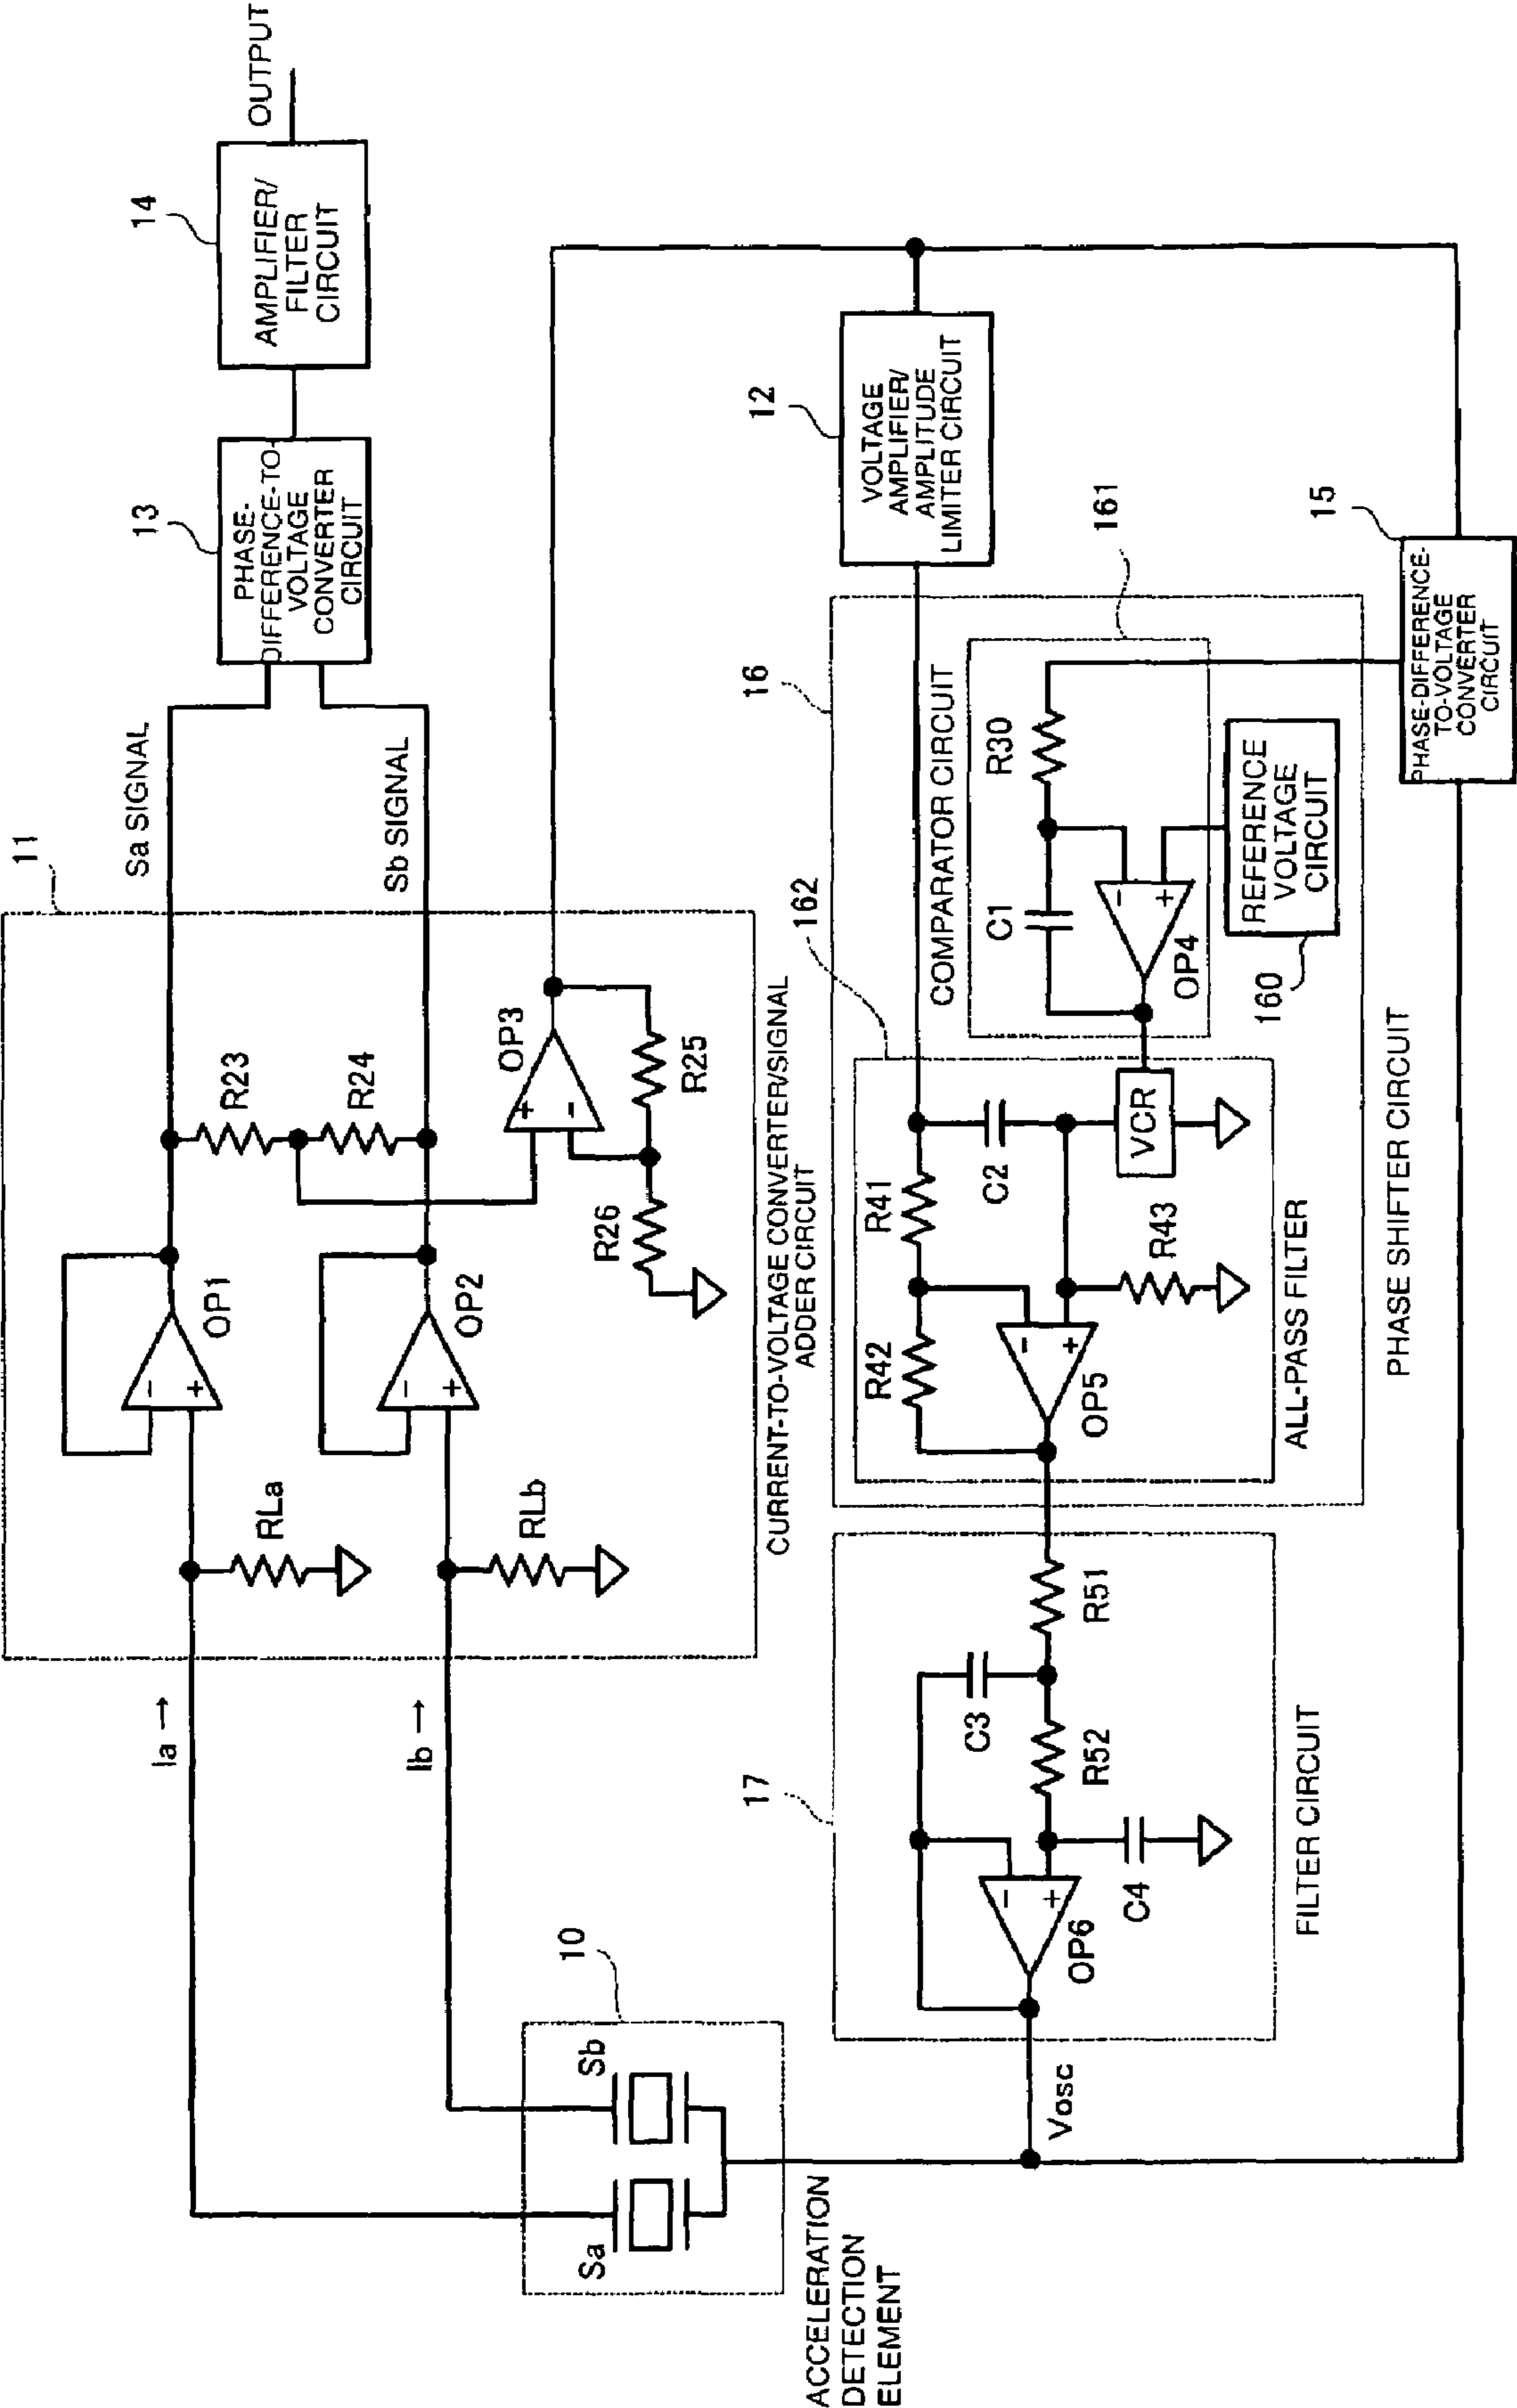 OUTPUT
14
AMPLIFIER/
FILTER
CIRCUIT
13
PHASE-
DIFFERENCE-TO-
VOLTAGE
CONVERTER
CIRCUIT
Sa SIGNAL
Sb SIGNAL
11
R23
R24
OP1
-
+
OP2
-
+
OP3
+
-
R25
R26
RLa
RLb
CURRENT-TO-VOLTAGE CONVERTER/SIGNAL
ADDER CIRCUIT
Ia →
Ib →
10
Sa
Sb
ACCELERATION
DETECTION
ELEMENT
12
VOLTAGE
AMPLIFIER/
AMPLITUDE
LIMITER CIRCUIT
16
161
COMPARATOR CIRCUIT
R30
C1
-
+
OP4
REFERENCE
VOLTAGE
CIRCUIT
160
15
PHASE-DIFFERENCE-
TO-VOLTAGE
CONVERTER
CIRCUIT
162
R41
C2
VCR
R42
R43
-
+
OP5
ALL-PASS FILTER
PHASE SHIFTER CIRCUIT
17
R51
C3
R52
-
+
OP6
C4
FILTER CIRCUIT
Vosc